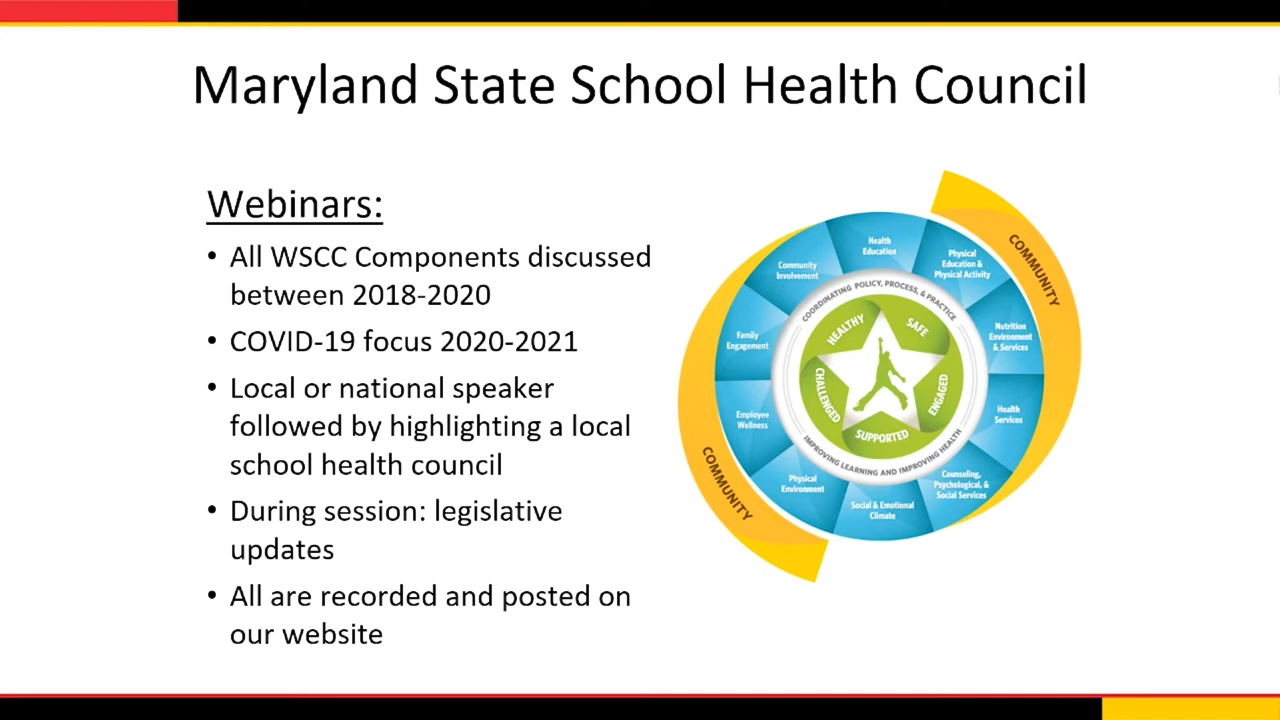 Maryland State School Health Council
Webinars:
• All WSCC Components discussed
between 2018-2020
• COVID-19 focus 2020-2021
• Local or national speaker
followed by highlighting a local
school health council
• During session: legislative
updates
• All are recorded and posted on
our website
COMMUNITY
Health
Education
Physical
Education &
Physical Activity
Nutrition
Environment
& Services
Health
Services
Counseling,
Psychological, &
Social Services
Social & Emotional
Climate
Physical
Environment
Employee
Wellness
Family
Engagement
Community
Involvement
COORDINATING POLICY, PROCESS, & PRACTICE
IMPROVING LEARNING AND IMPROVING HEALTH
HEALTHY
SAFE
ENGAGED
SUPPORTED
CHALLENGED
COMMUNITY